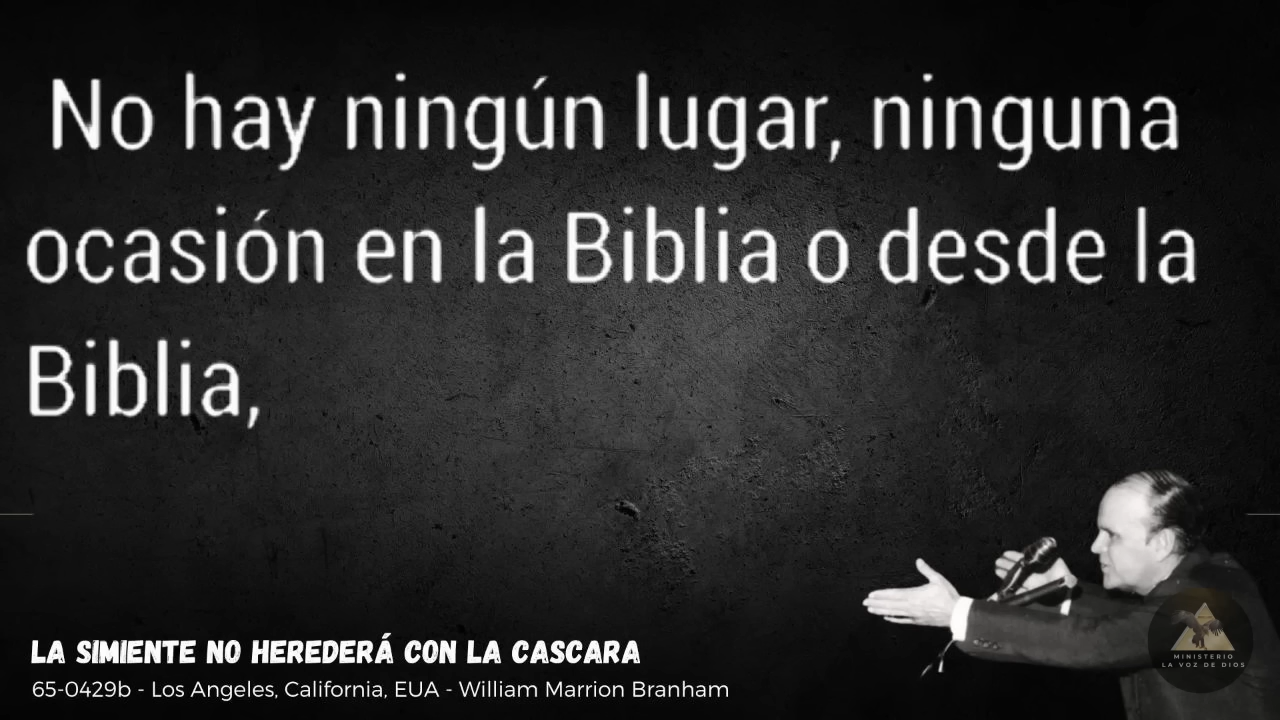 No hay ningún lugar, ninguna
ocasión en la Biblia o desde la
Biblia,
LA SIMIENTE NO HEREDERÁ CON LA CASCARA
65-0429b - Los Angeles, California, EUA - William Marrion Branham
MINISTERIO
LA VOZ DE DIOS